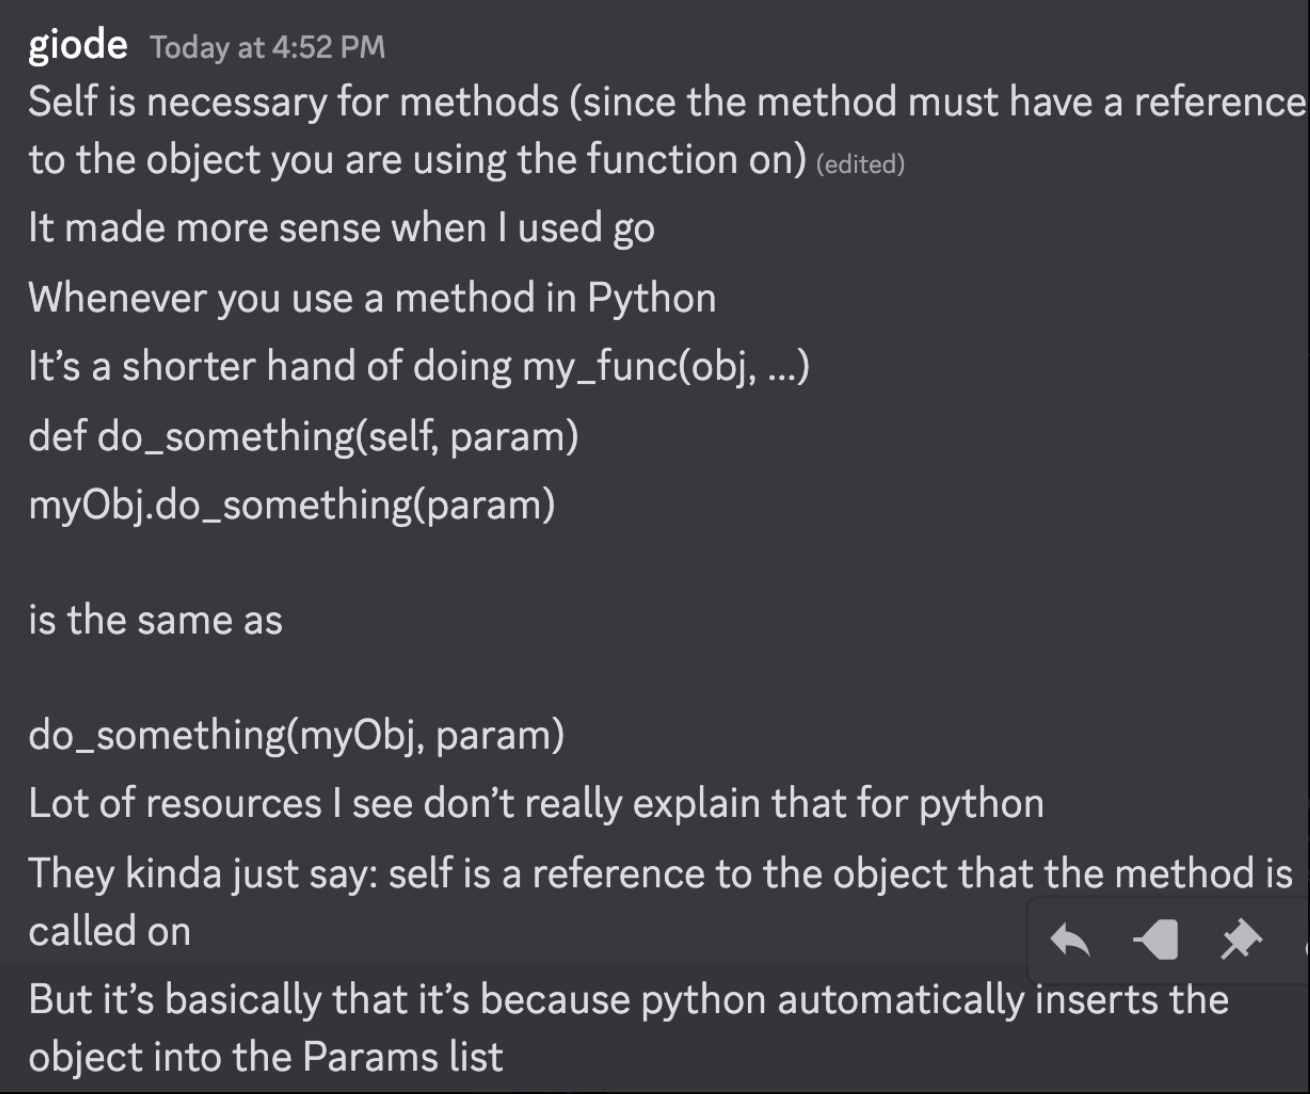 giode Today at 4:52 PM
Self is necessary for methods (since the method must have a reference
to the object you are using the function on) (edited)
It made more sense when I used go
Whenever you use a method in Python
It’s a shorter hand of doing my_func(obj, ...)
def do_something(self, param)
myObj.do_something(param)
is the same as
do_something(myObj, param)
Lot of resources I see don’t really explain that for python
They kinda just say: self is a reference to the object that the method is
called on
But it’s basically that it’s because python automatically inserts the
object into the Params list